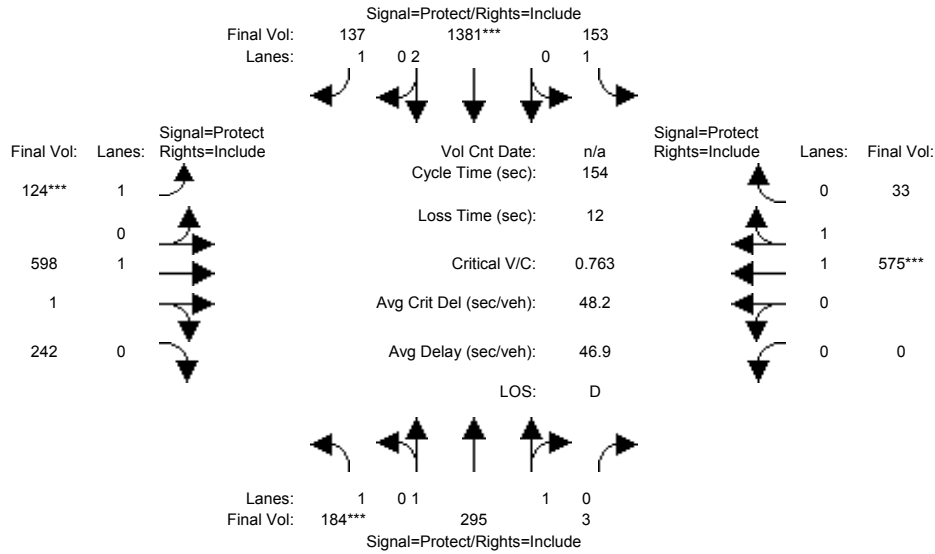 Signal=Protect/Rights=Include
Final Vol: 137 1381*** 153
Lanes: 1 0 2 0 1
Signal=Protect
Final Vol: Lanes: Rights=Include
Vol Cnt Date: n/a
Signal=Protect
Rights=Include Lanes: Final Vol:
Cycle Time (sec): 154
124*** 1
0 33
Loss Time (sec): 12
0
1
598 1
Critical V/C: 0.763
1 575***
1 0
Avg Crit Del (sec/veh): 48.2
0
242 0
Avg Delay (sec/veh): 46.9
0 0
LOS: D
Lanes: 1 0 1 1 0
Final Vol: 184*** 295 3
Signal=Protect/Rights=Include